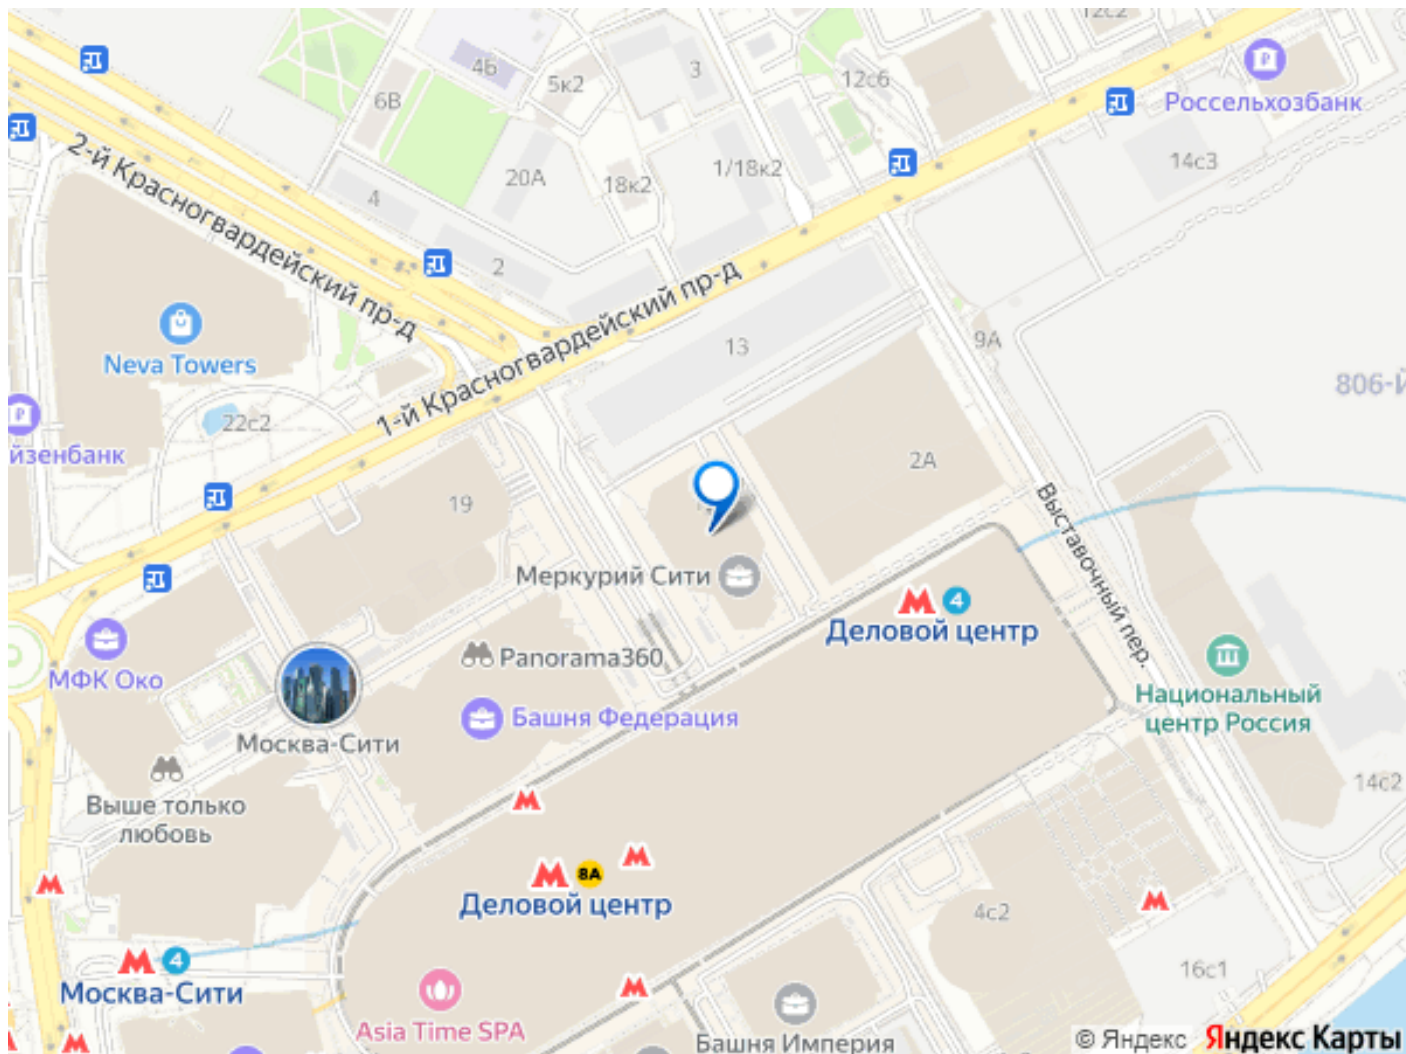 12с2
4Б
3
5к2
6В
12с6
Россельхозбанк
2-й Красногвардейский пр-д
14с3
1/18к2
20А
18к2
4
2
1-й Красногвардейский пр-д
13
9А
Neva Towers
806-Й
22с2
йзенбанк
2А
19
Выставочный пер.
Меркурий Сити
4
Деловой центр
Panorama360
МФК Око
Национальный
центр Россия
Башня Федерация
Москва-Сити
14с2
Выше только
любовь
8А
Деловой центр
4с2
4
Москва-Сити
16с1
Asia Time SPA
Башня Империя
© Яндекс Яндекс Карты